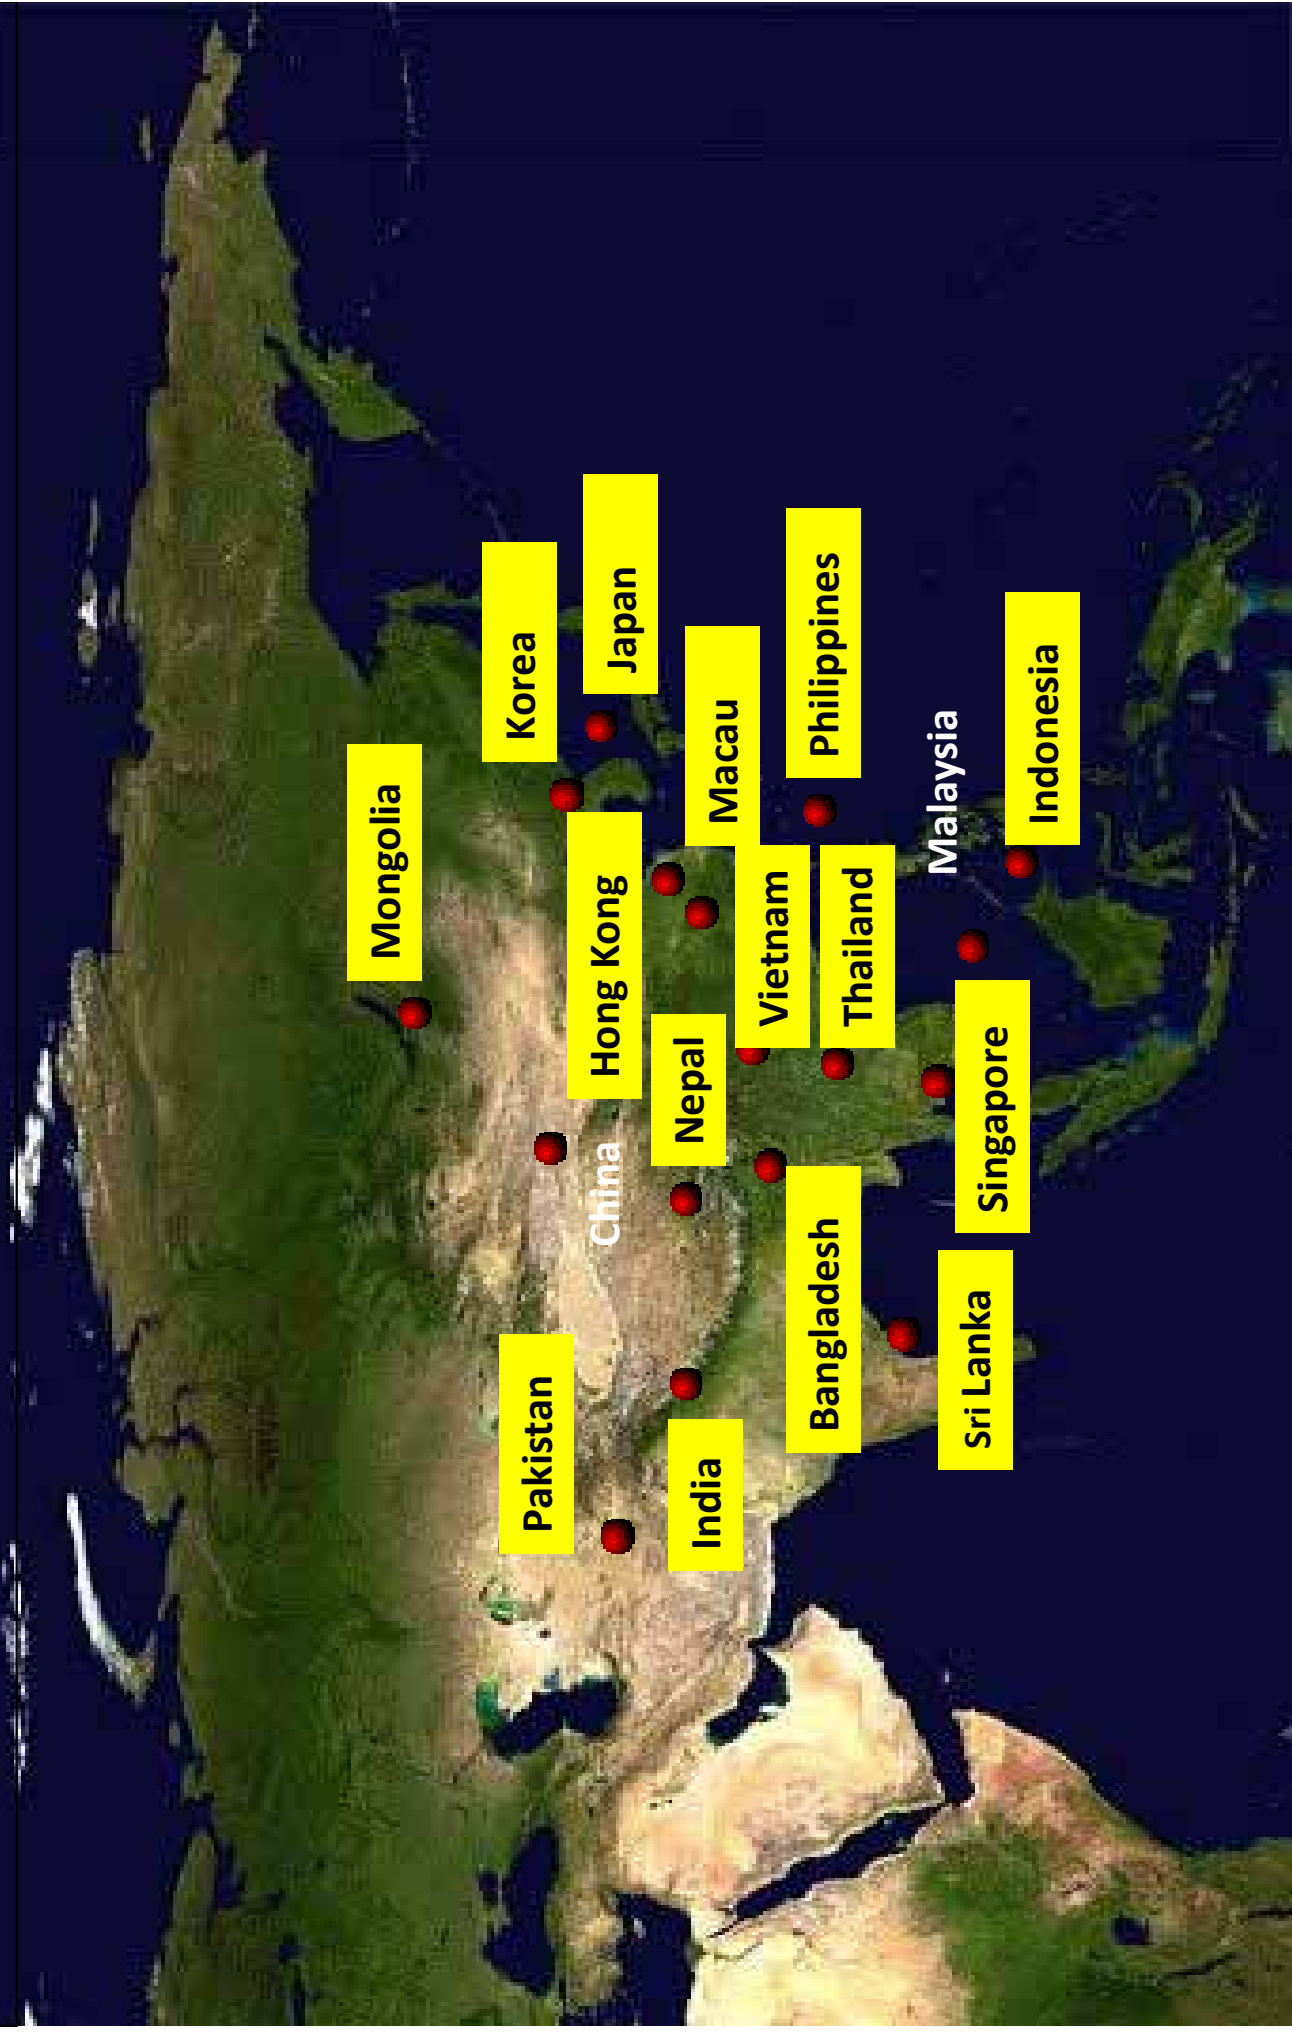 Mongolia
Korea
Japan
Pakistan
China
Hong Kong
Macau
Nepal
India
Vietnam
Philippines
Bangladesh
Thailand
Malaysia
Sri Lanka
Singapore
Indonesia